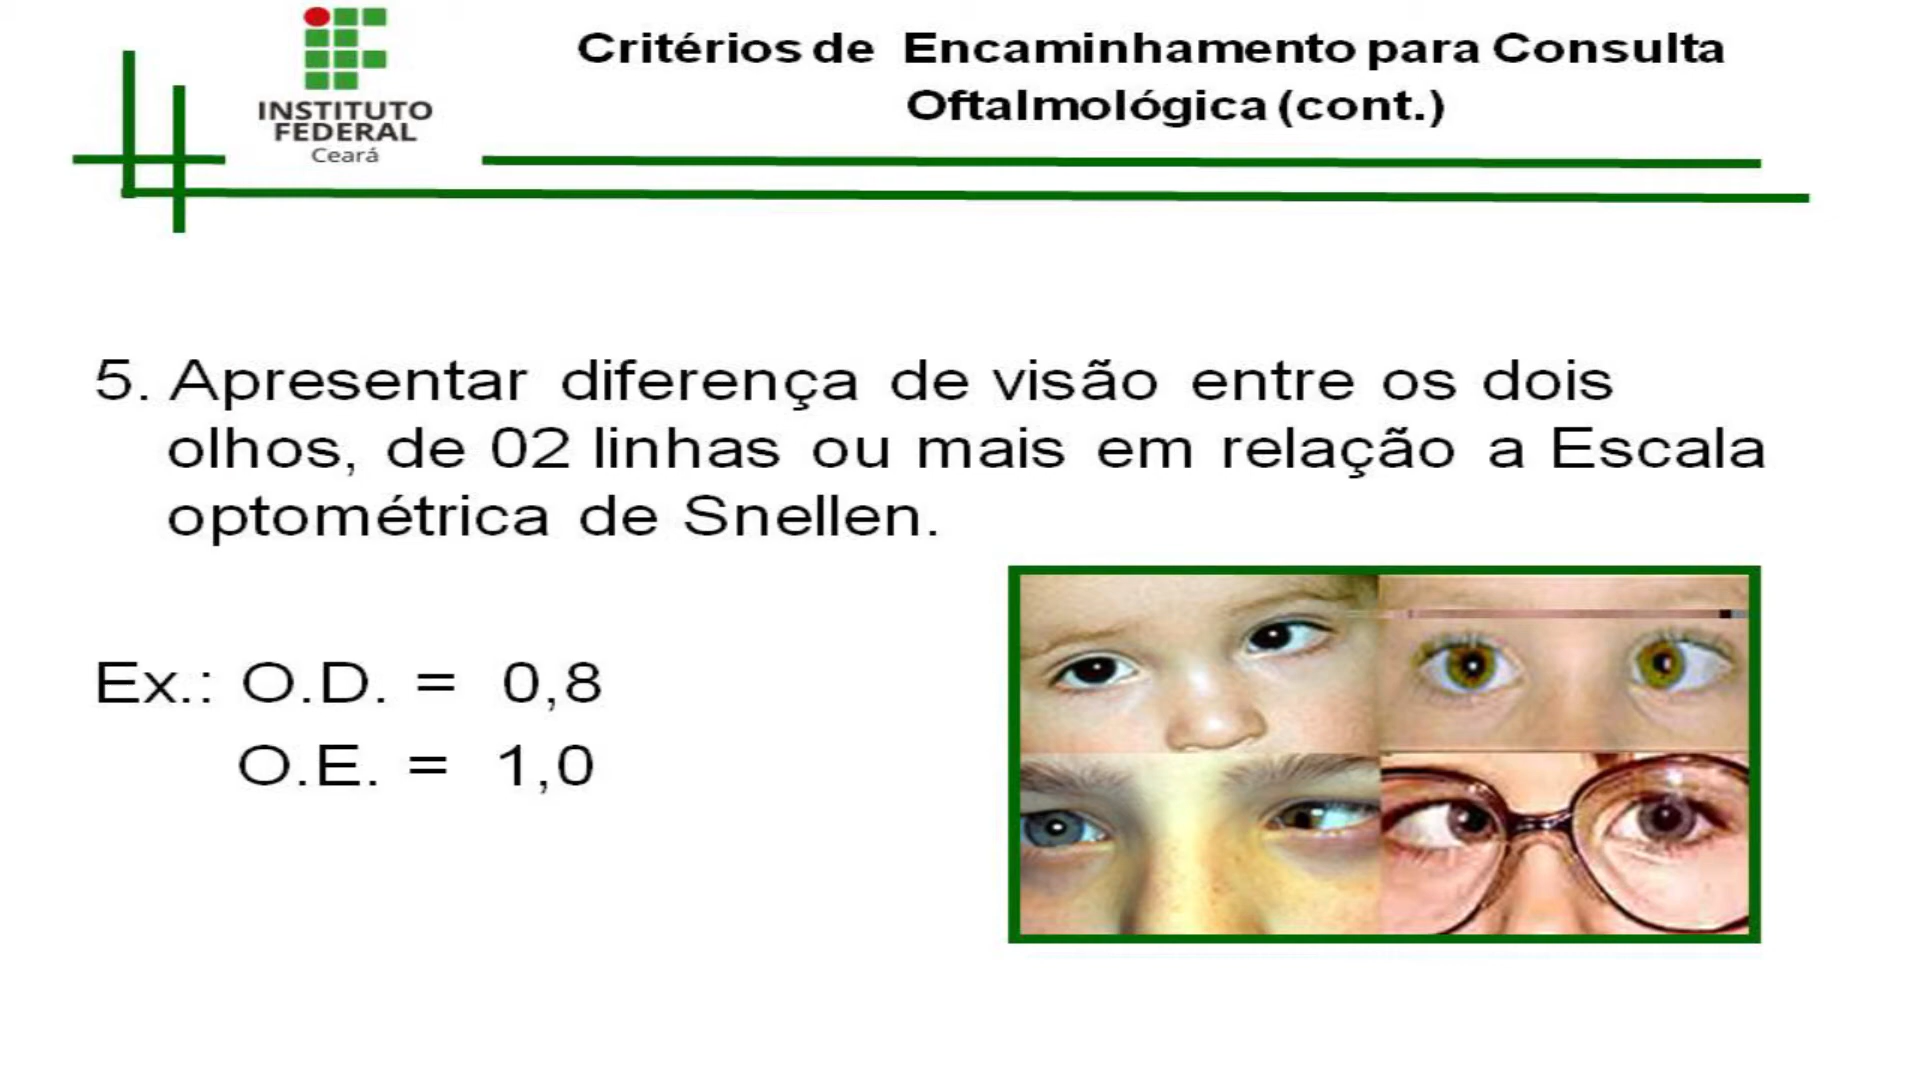 INSTITUTO
FEDERAL
Ceará
Critérios de Encaminhamento para Consulta
Oftalmológica (cont.)
5. Apresentar diferença de visão entre os dois
olhos, de 02 linhas ou mais em relação a Escala
optométrica de Snellen.
Ex.: O.D. = 0,8
O.E. = 1,0